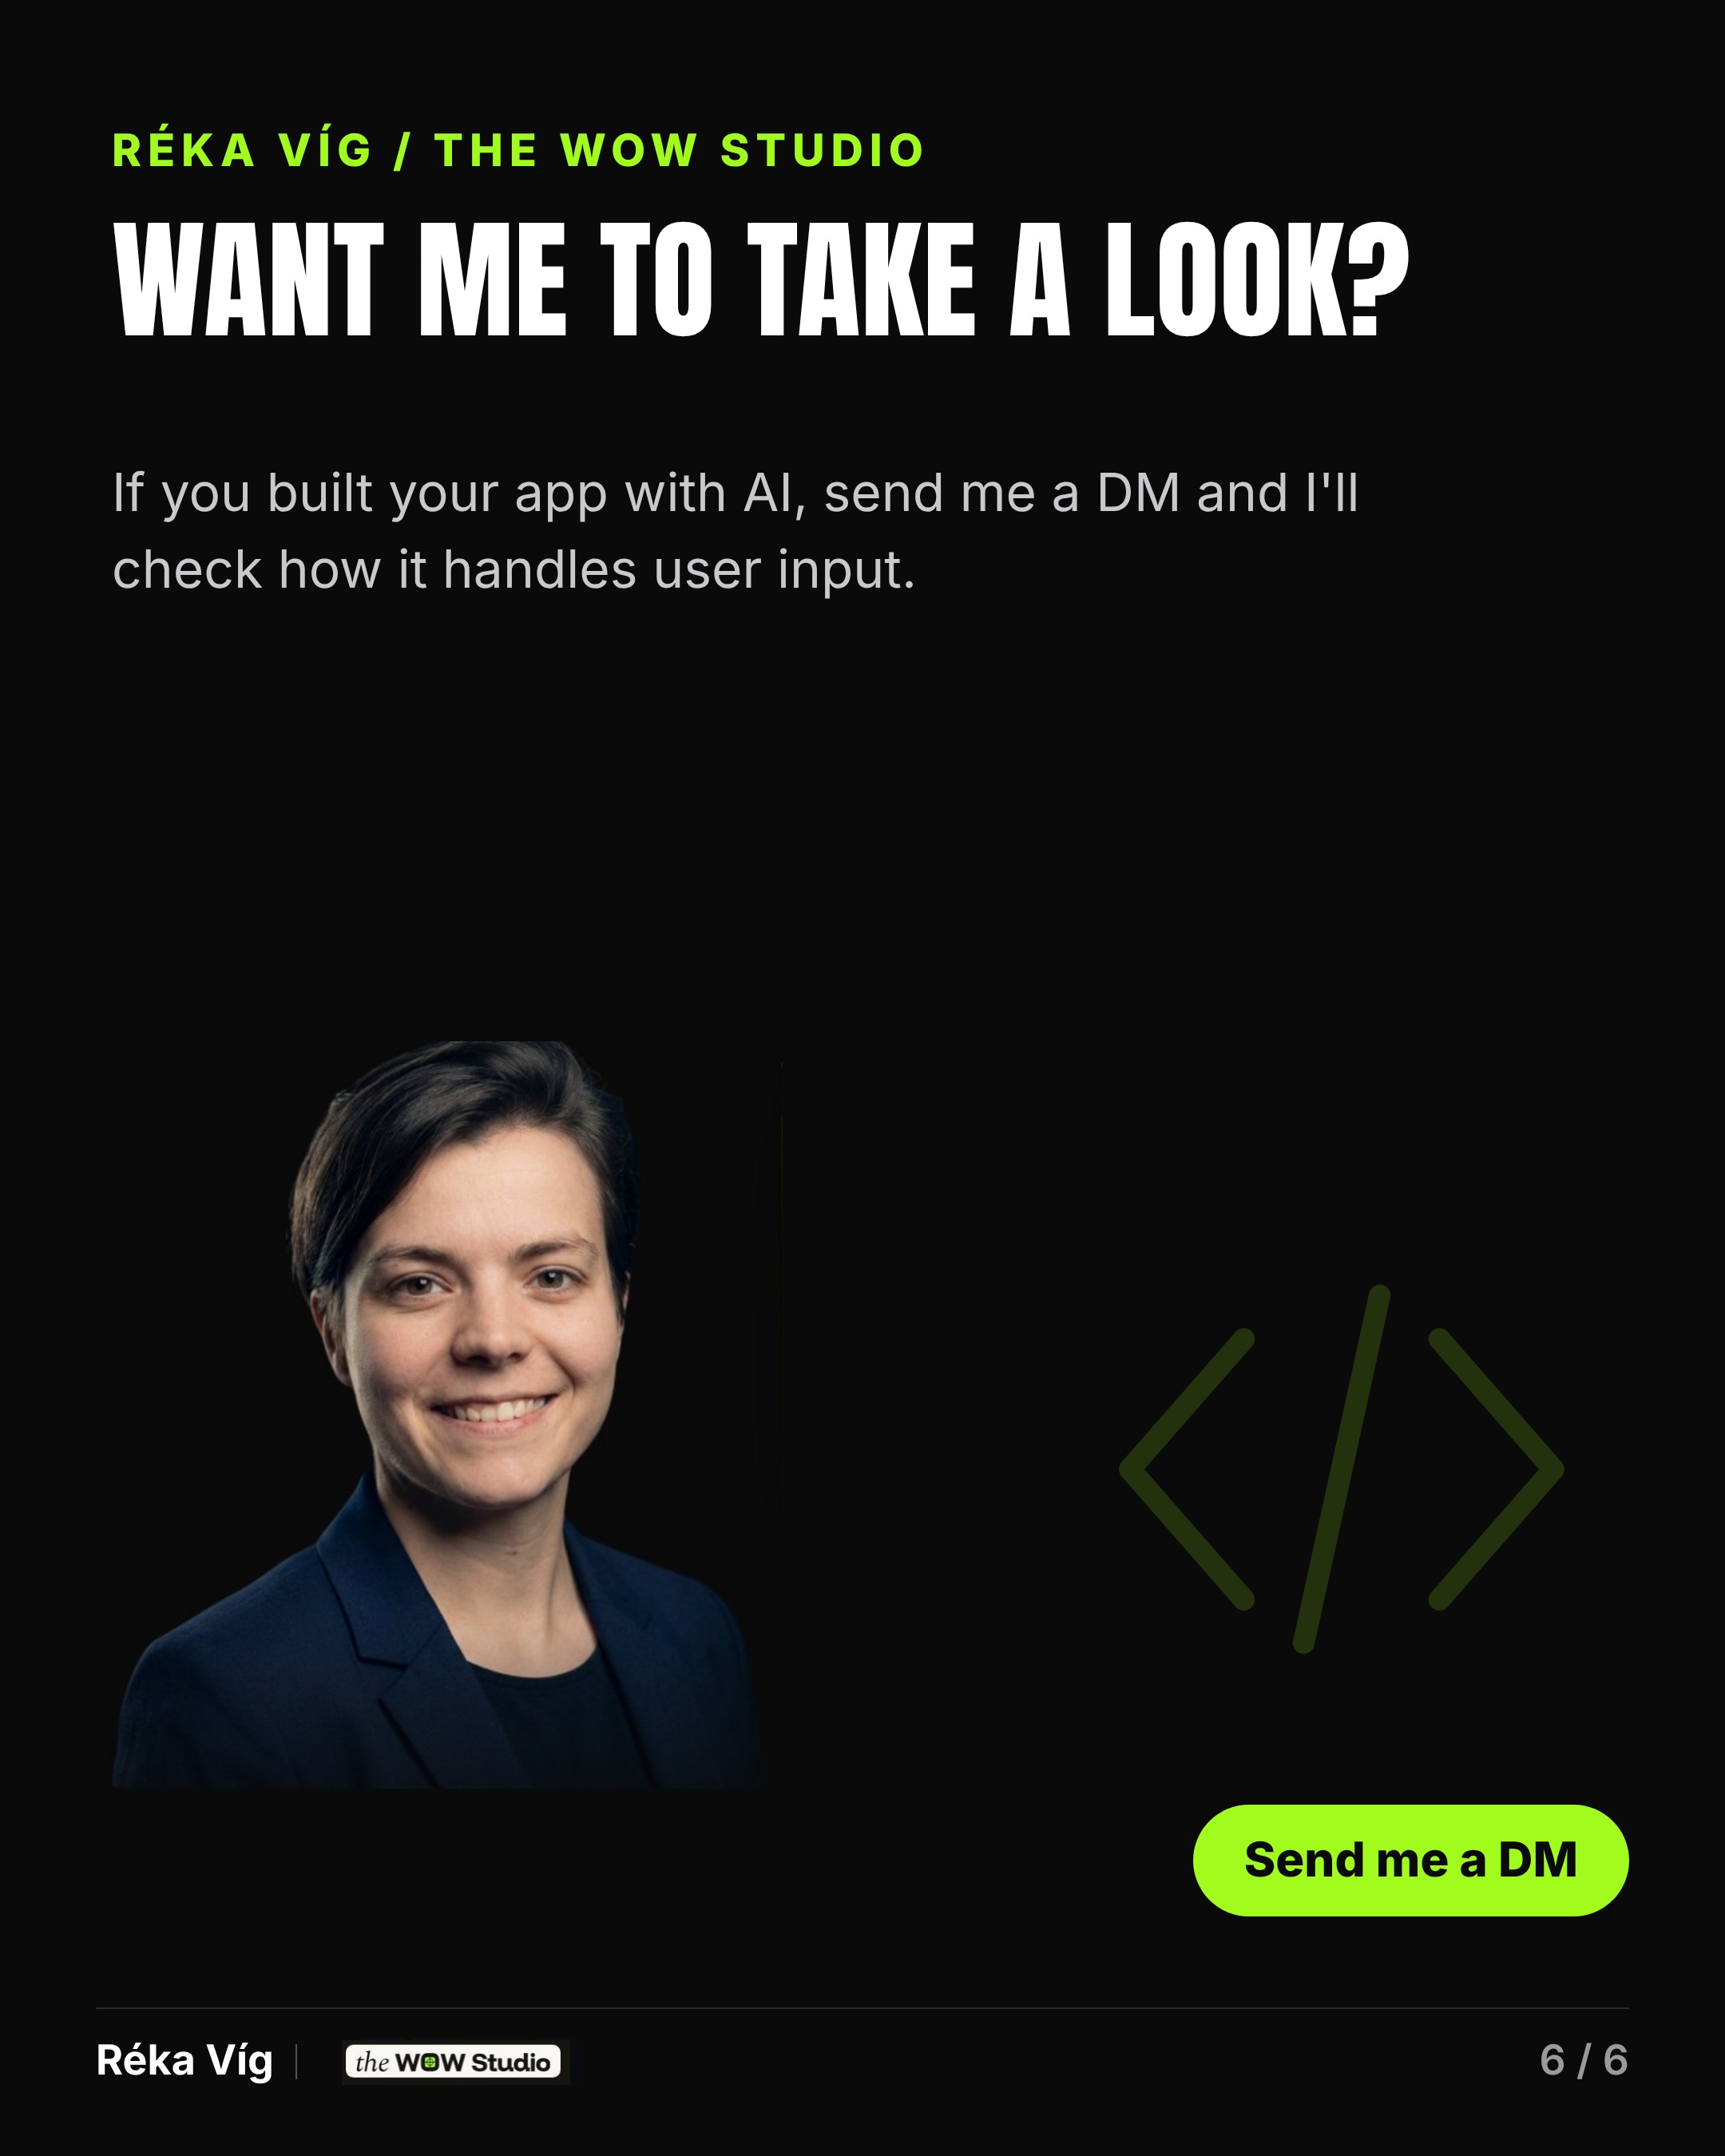 RÉKA VÍG / THE WOW STUDIO
WANT ME TO TAKE A LOOK?
If you built your app with AI, send me a DM and I'll
check how it handles user input.
</>
Send me a DM
Réka Víg
the WOW Studio
6 / 6